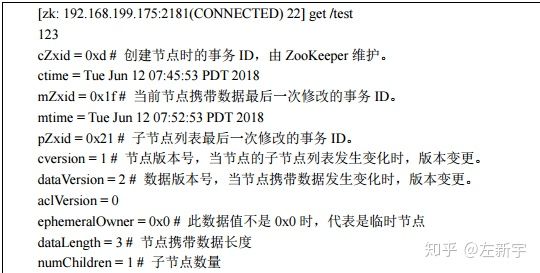 [zk: 192.168.199.175:2181(CONNECTED) 22] get /test
123
cZxid = 0xd # 创建节点时的事务 ID，由 ZooKeeper 维护。
ctime = Tue Jun 12 07:45:53 PDT 2018
mZxid = 0x1f # 当前节点携带数据最后一次修改的事务 ID。
mtime = Tue Jun 12 07:52:53 PDT 2018
pZxid = 0x21 # 子节点列表最后一次修改的事务 ID。
cversion = 1 # 节点版本号，当节点的子节点列表发生变化时，版本变更。
dataVersion = 2 # 数据版本号，当节点携带数据发生变化时，版本变更。
aclVersion = 0
ephemeralOwner = 0x0 # 此数据值不是 0x0 时，代表是临时节点
dataLength = 3 # 节点携带数据长度
numChildren = 1 # 子节点数量
知乎 @左新宇